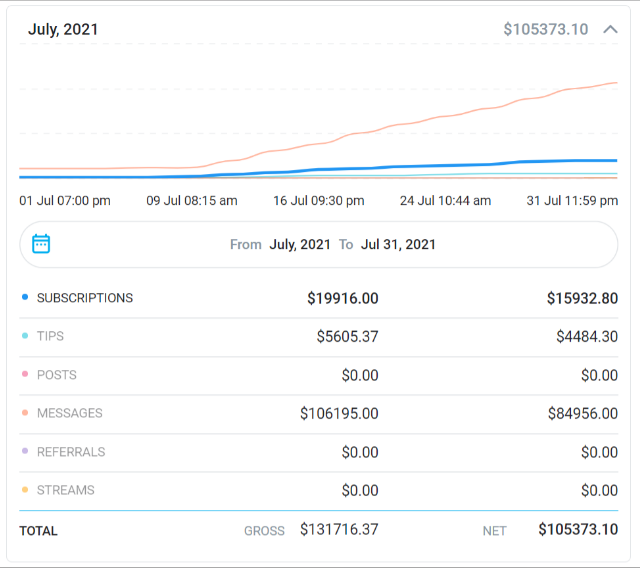 July, 2021 $105373.10
01 Jul 07:00 pm 09 Jul 08:15 am 16 Jul 09:30 pm 24 Jul 10:44 am 31 Jul 11:59 pm
From July, 2021 To Jul 31, 2021
SUBSCRIPTIONS $19916.00 $15932.80
TIPS $5605.37 $4484.30
POSTS $0.00 $0.00
MESSAGES $106195.00 $84956.00
REFERRALS $0.00 $0.00
STREAMS $0.00 $0.00
TOTAL GROSS $131716.37 NET $105373.10